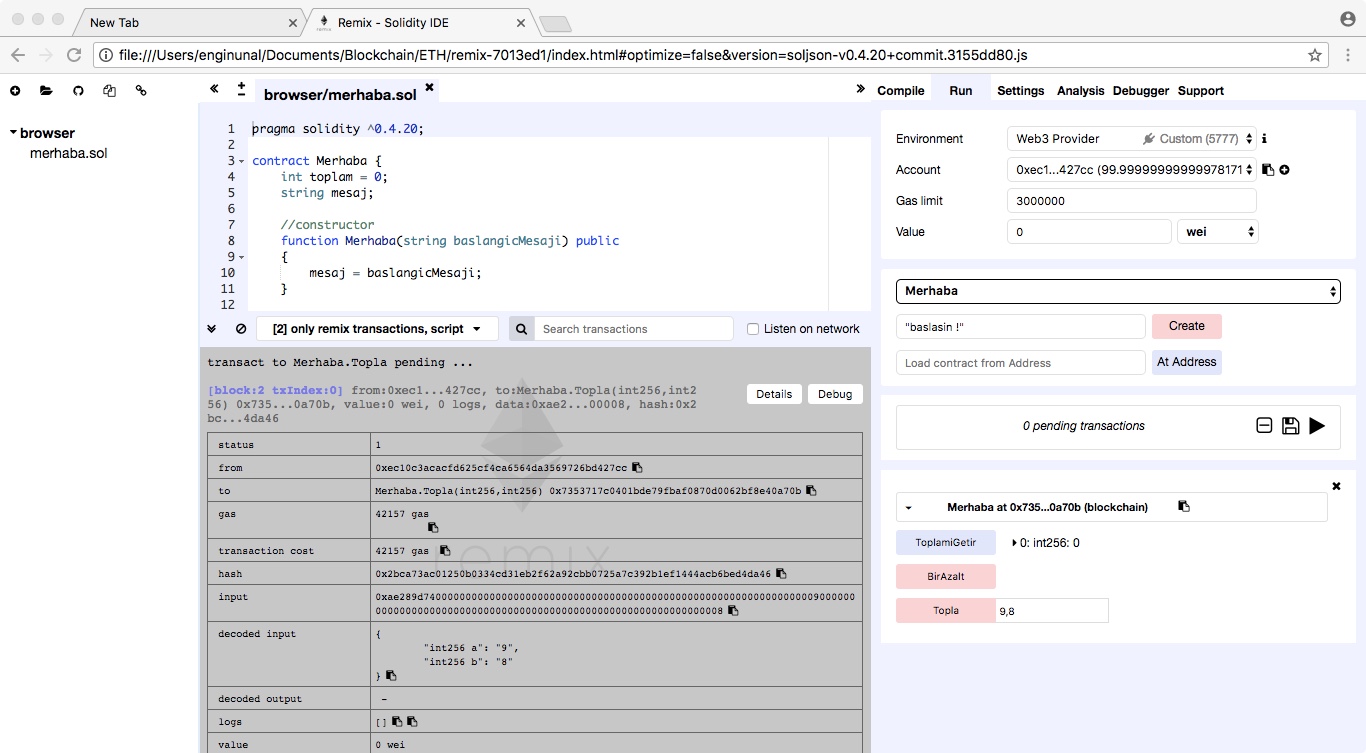 New Tab
Remix - Solidity IDE
file:///Users/enginunal/Documents/Blockchain/ETH/remix-7013ed1/index.html#optimize=false&version=soljson-v0.4.20+commit.3155dd80.js
browser
merhaba.sol
browser/merhaba.sol
1 pragma solidity ^0.4.20;
2
3 contract Merhaba {
4 int toplam = 0;
5 string mesaj;
6
7 //constructor
8 function Merhaba(string baslangicMesaji) public
9 {
10 mesaj = baslangicMesaji;
11 }
12
[2] only remix transactions, script
Search transactions
Listen on network
transact to Merhaba.Topla pending ...
[block:2 txIndex:0] from:0xec1...427cc, to:Merhaba.Topla(int256,int2
56) 0x735...0a70b, value:0 wei, 0 logs, data:0xae2...00008, hash:0x2
bc...4da46
Details
Debug
remix
status 1
from 0xec10c3acacfd625cf4ca6564da3569726bd427cc
to Merhaba.Topla(int256,int256) 0x7353717c0401bde79fbaf0870d0062bf8e40a70b
gas 42157 gas
transaction cost 42157 gas
hash 0x2bca73ac01250b0334cd31eb2f62a92cbb0725a7c392b1ef1444acb6bed4da46
input 0xae289d740000000000000000000000000000000000000000000000000000000000000009000000
0000000000000000000000000000000000000000000000000000000008
decoded input {
"int256 a": "9",
"int256 b": "8"
}
decoded output -
logs []
value 0 wei
Compile
Run
Settings
Analysis
Debugger
Support
Environment Web3 Provider Custom (5777)
Account 0xec1...427cc (99.99999999999978171
Gas limit 3000000
Value 0 wei
Merhaba
"baslasin !" Create
Load contract from Address At Address
0 pending transactions
Merhaba at 0x735...0a70b (blockchain)
ToplamiGetir 0: int256: 0
BirAzalt
Topla 9,8